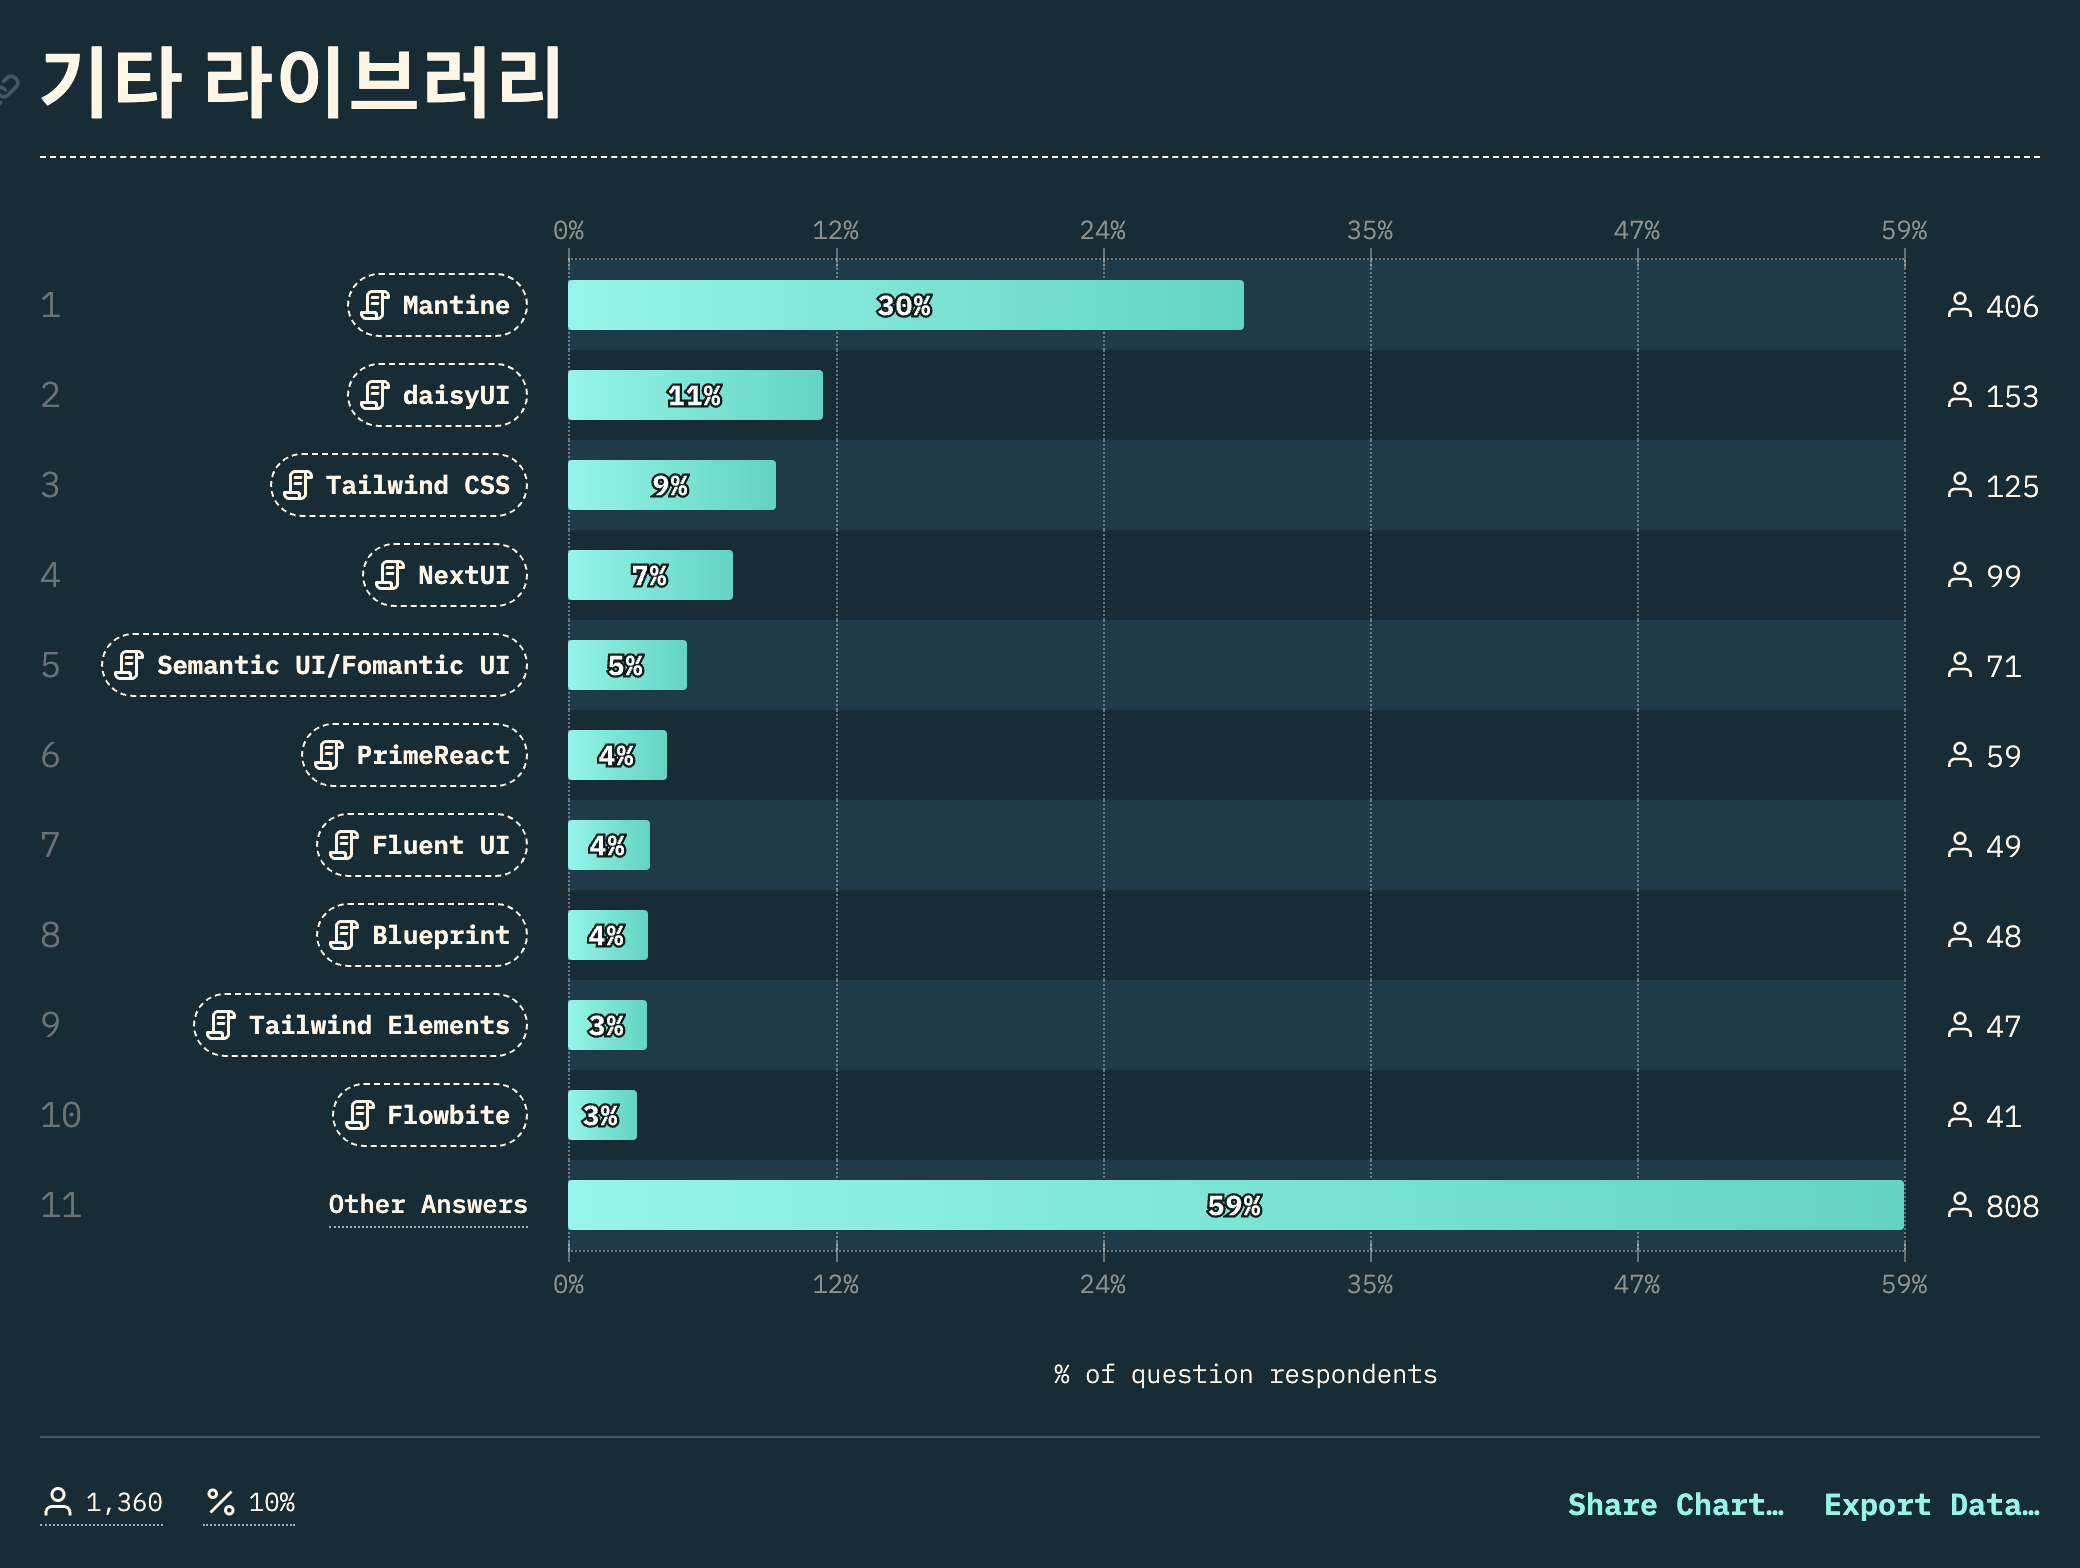 기타 라이브러리
0% 12% 24% 35% 47% 59%
1 Mantine 30% 406
2 daisyUI 11% 153
3 Tailwind CSS 9% 125
4 NextUI 7% 99
5 Semantic UI/Fomantic UI 5% 71
6 PrimeReact 4% 59
7 Fluent UI 4% 49
8 Blueprint 4% 48
9 Tailwind Elements 3% 47
10 Flowbite 3% 41
11 Other Answers 59% 808
0% 12% 24% 35% 47% 59%
% of question respondents
1,360 % 10% Share Chart… Export Data…